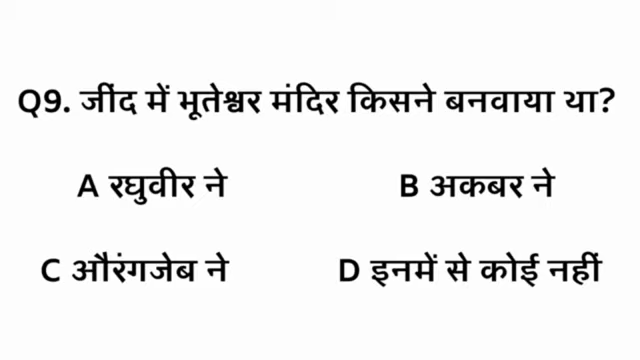 Q9. जींद में भूतेश्वर मंदिर किसने बनवाया था?
A रघुवीर ने B अकबर ने
C औरंगजेब ने D इनमें से कोई नहीं